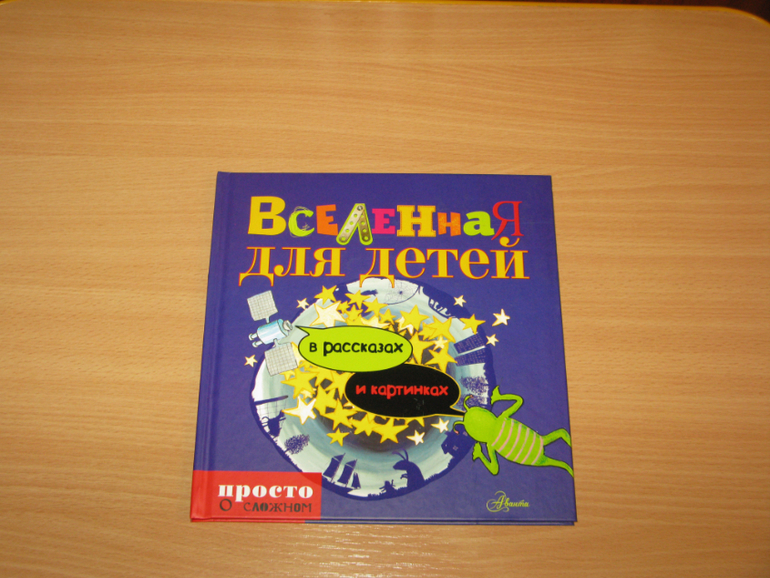 Вселенная
для детей
в рассказах
и картинках
просто
о сложном
Аванта